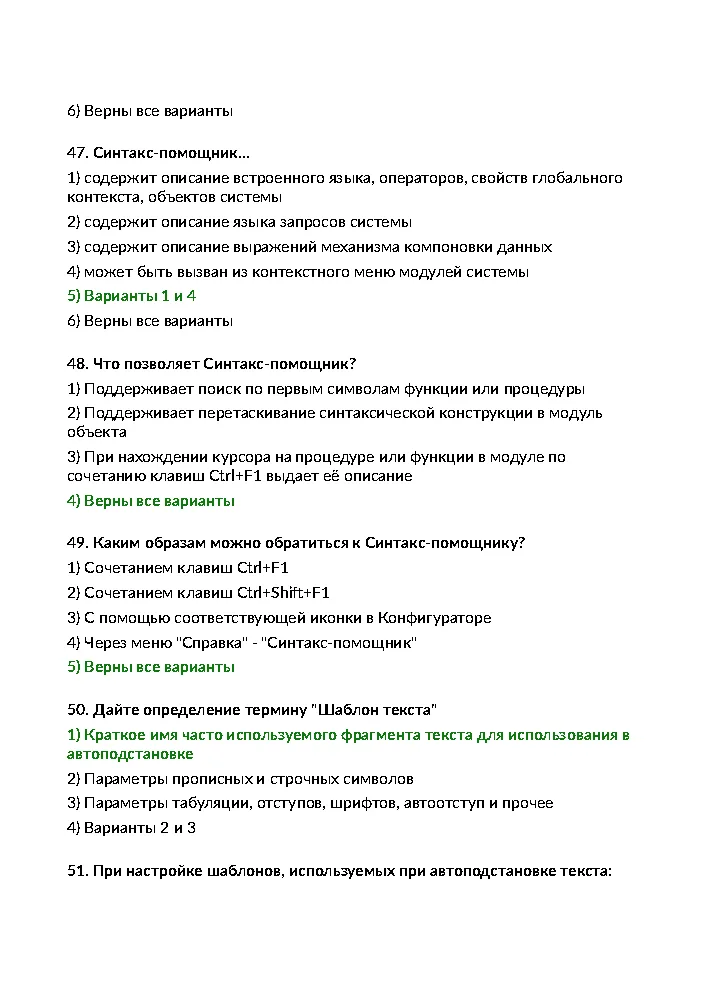 6) Верны все варианты
47. Синтакс-помощник...
1) содержит описание встроенного языка, операторов, свойств глобального
контекста, объектов системы
2) содержит описание языка запросов системы
3) содержит описание выражений механизма компоновки данных
4) может быть вызван из контекстного меню модулей системы
5) Варианты 1 и 4
6) Верны все варианты
48. Что позволяет Синтакс-помощник?
1) Поддерживает поиск по первым символам функции или процедуры
2) Поддерживает перетаскивание синтаксической конструкции в модуль
объекта
3) При нахождении курсора на процедуре или функции в модуле по
сочетанию клавиш Ctrl+F1 выдает её описание
4) Верны все варианты
49. Каким образам можно обратиться к Синтакс-помощнику?
1) Сочетанием клавиш Ctrl+F1
2) Сочетанием клавиш Ctrl+Shift+F1
3) С помощью соответствующей иконки в Конфигураторе
4) Через меню "Справка" - "Синтакс-помощник"
5) Верны все варианты
50. Дайте определение термину "Шаблон текста"
1) Краткое имя часто используемого фрагмента текста для использования в
автоподстановке
2) Параметры прописных и строчных символов
3) Параметры табуляции, отступов, шрифтов, автоотступ и прочее
4) Варианты 2 и 3
51. При настройке шаблонов, используемых при автоподстановке текста: